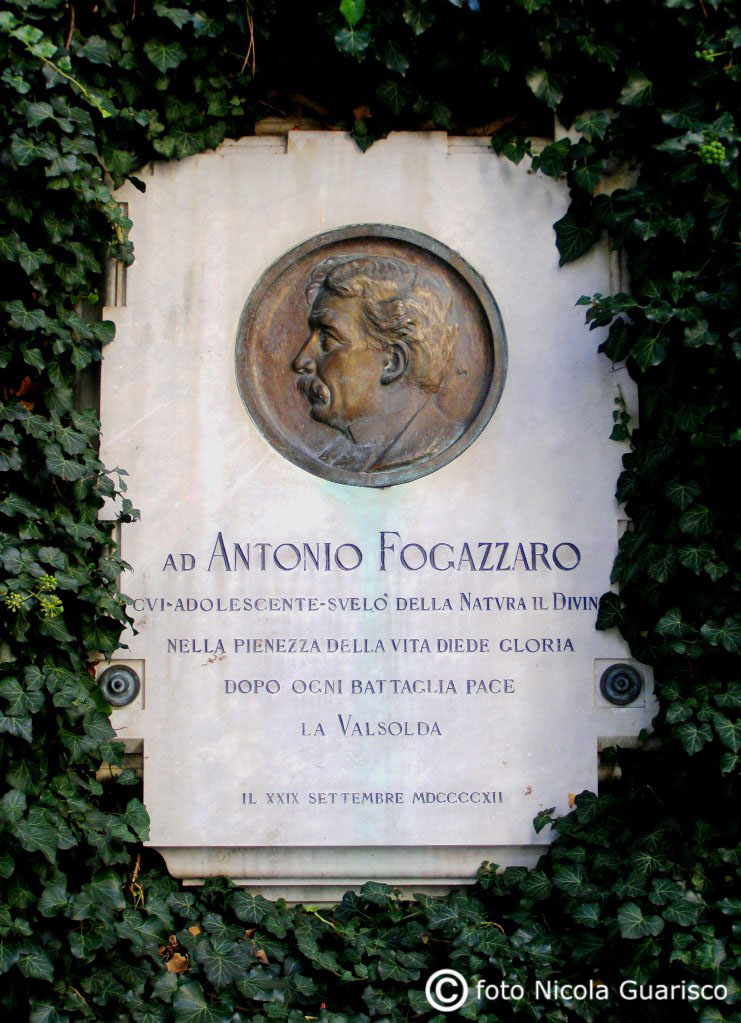 AD ANTONIO FOGAZZARO
CVI-ADOLESCENTE-SVELO' DELLA NATVRA IL DIVIN
NELLA PIENEZZA DELLA VITA DIEDE GLORIA
DOPO OGNI BATTAGLIA PACE
LA VALSOLDA
IL XXIX SETTEMBRE MDCCCCXII
© foto Nicola Guarisco